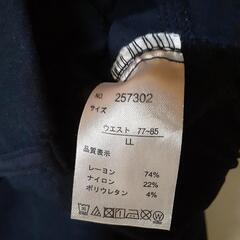 NO 257302
サイズ
ウエスト 77-85
LL
品質表示
レーヨン 74%
ナイロン 22%
ポリウレタン 4%